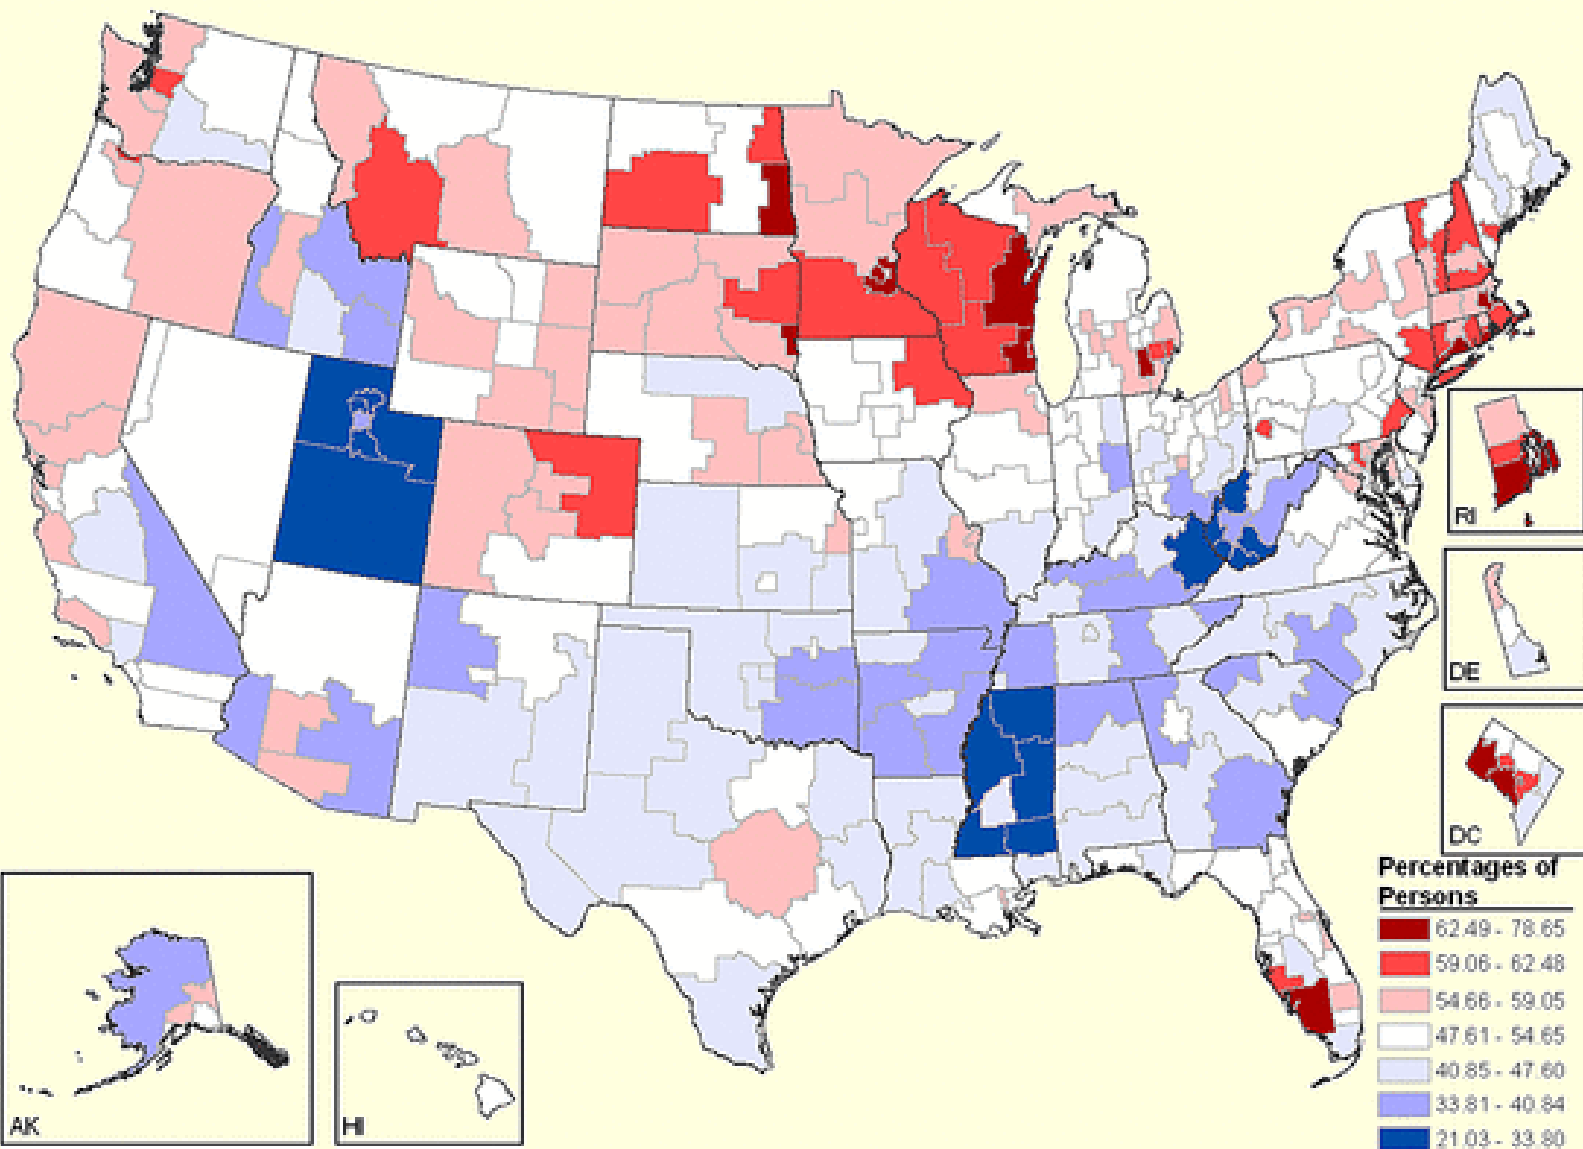 RI
DE
DC
AK
HI
Percentages of
Persons
62.49 - 78.65
59.06 - 62.48
54.66 - 59.05
47.61 - 54.65
40.85 - 47.60
33.81 - 40.84
21.03 - 33.80